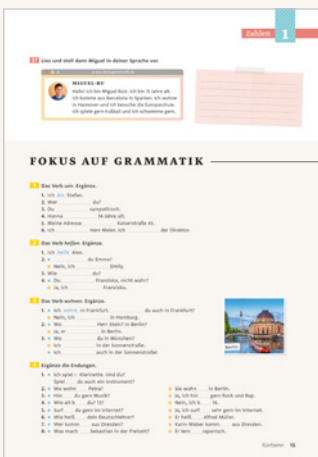 Zahlen 1
37 Lies und stell dann Miguel in deiner Sprache vor.
MIGUEL-RU
Hallo! Ich bin Miguel Ruiz. Ich bin 15 Jahre alt.
Ich komme aus Barcelona in Spanien. Ich wohne
in Hannover und ich besuche die Europaschule.
Ich spiele gern Fußball und ich schwimme gern.
FOKUS AUF GRAMMATIK
1 Das Verb sein. Ergänze.
1. Ich bin Stefan.
2. Wer du?
3. Du sympathisch.
4. Hanna 14 Jahre alt.
5. Meine Adresse Kaiserstraße 45.
6. Ich Herr Meier. Ich der Direktor.
2 Das Verb heißen. Ergänze.
1. Ich heiße Alex.
2. du Emma?
Nein, ich Emily.
3. Wie du?
4. Du Franziska, nicht wahr?
Ja, ich Franziska.
3 Das Verb wohnen. Ergänze.
1. Ich wohne in Frankfurt. du auch in Frankfurt?
Nein, ich in Hamburg.
2. Wo Herr Stein? In Berlin?
Ja, er in Berlin.
3. Wo du in München?
Ich in der Sonnenstraße.
Ich auch in der Sonnenstraße!
Berlin
4 Ergänze die Endungen.
1. Ich spiel e Klarinette. Und du?
Spiel du auch ein Instrument?
2. Wo wohn Petra?
Sie wohn in Berlin.
3. Hör du gern Musik?
Ja, ich hör gern Rock und Rap.
4. Wie alt b du? 15?
Nein, ich b 14.
5. Surf du gern im Internet?
Ja, ich surf sehr gern im Internet.
6. Wie heiß dein Deutschlehrer?
Er heiß Alfred Müller.
7. Wer komm aus Dresden?
Karin Weber komm aus Dresden.
8. Was mach Sebastian in der Freizeit?
Er lern Japanisch.
fünfzehn 15